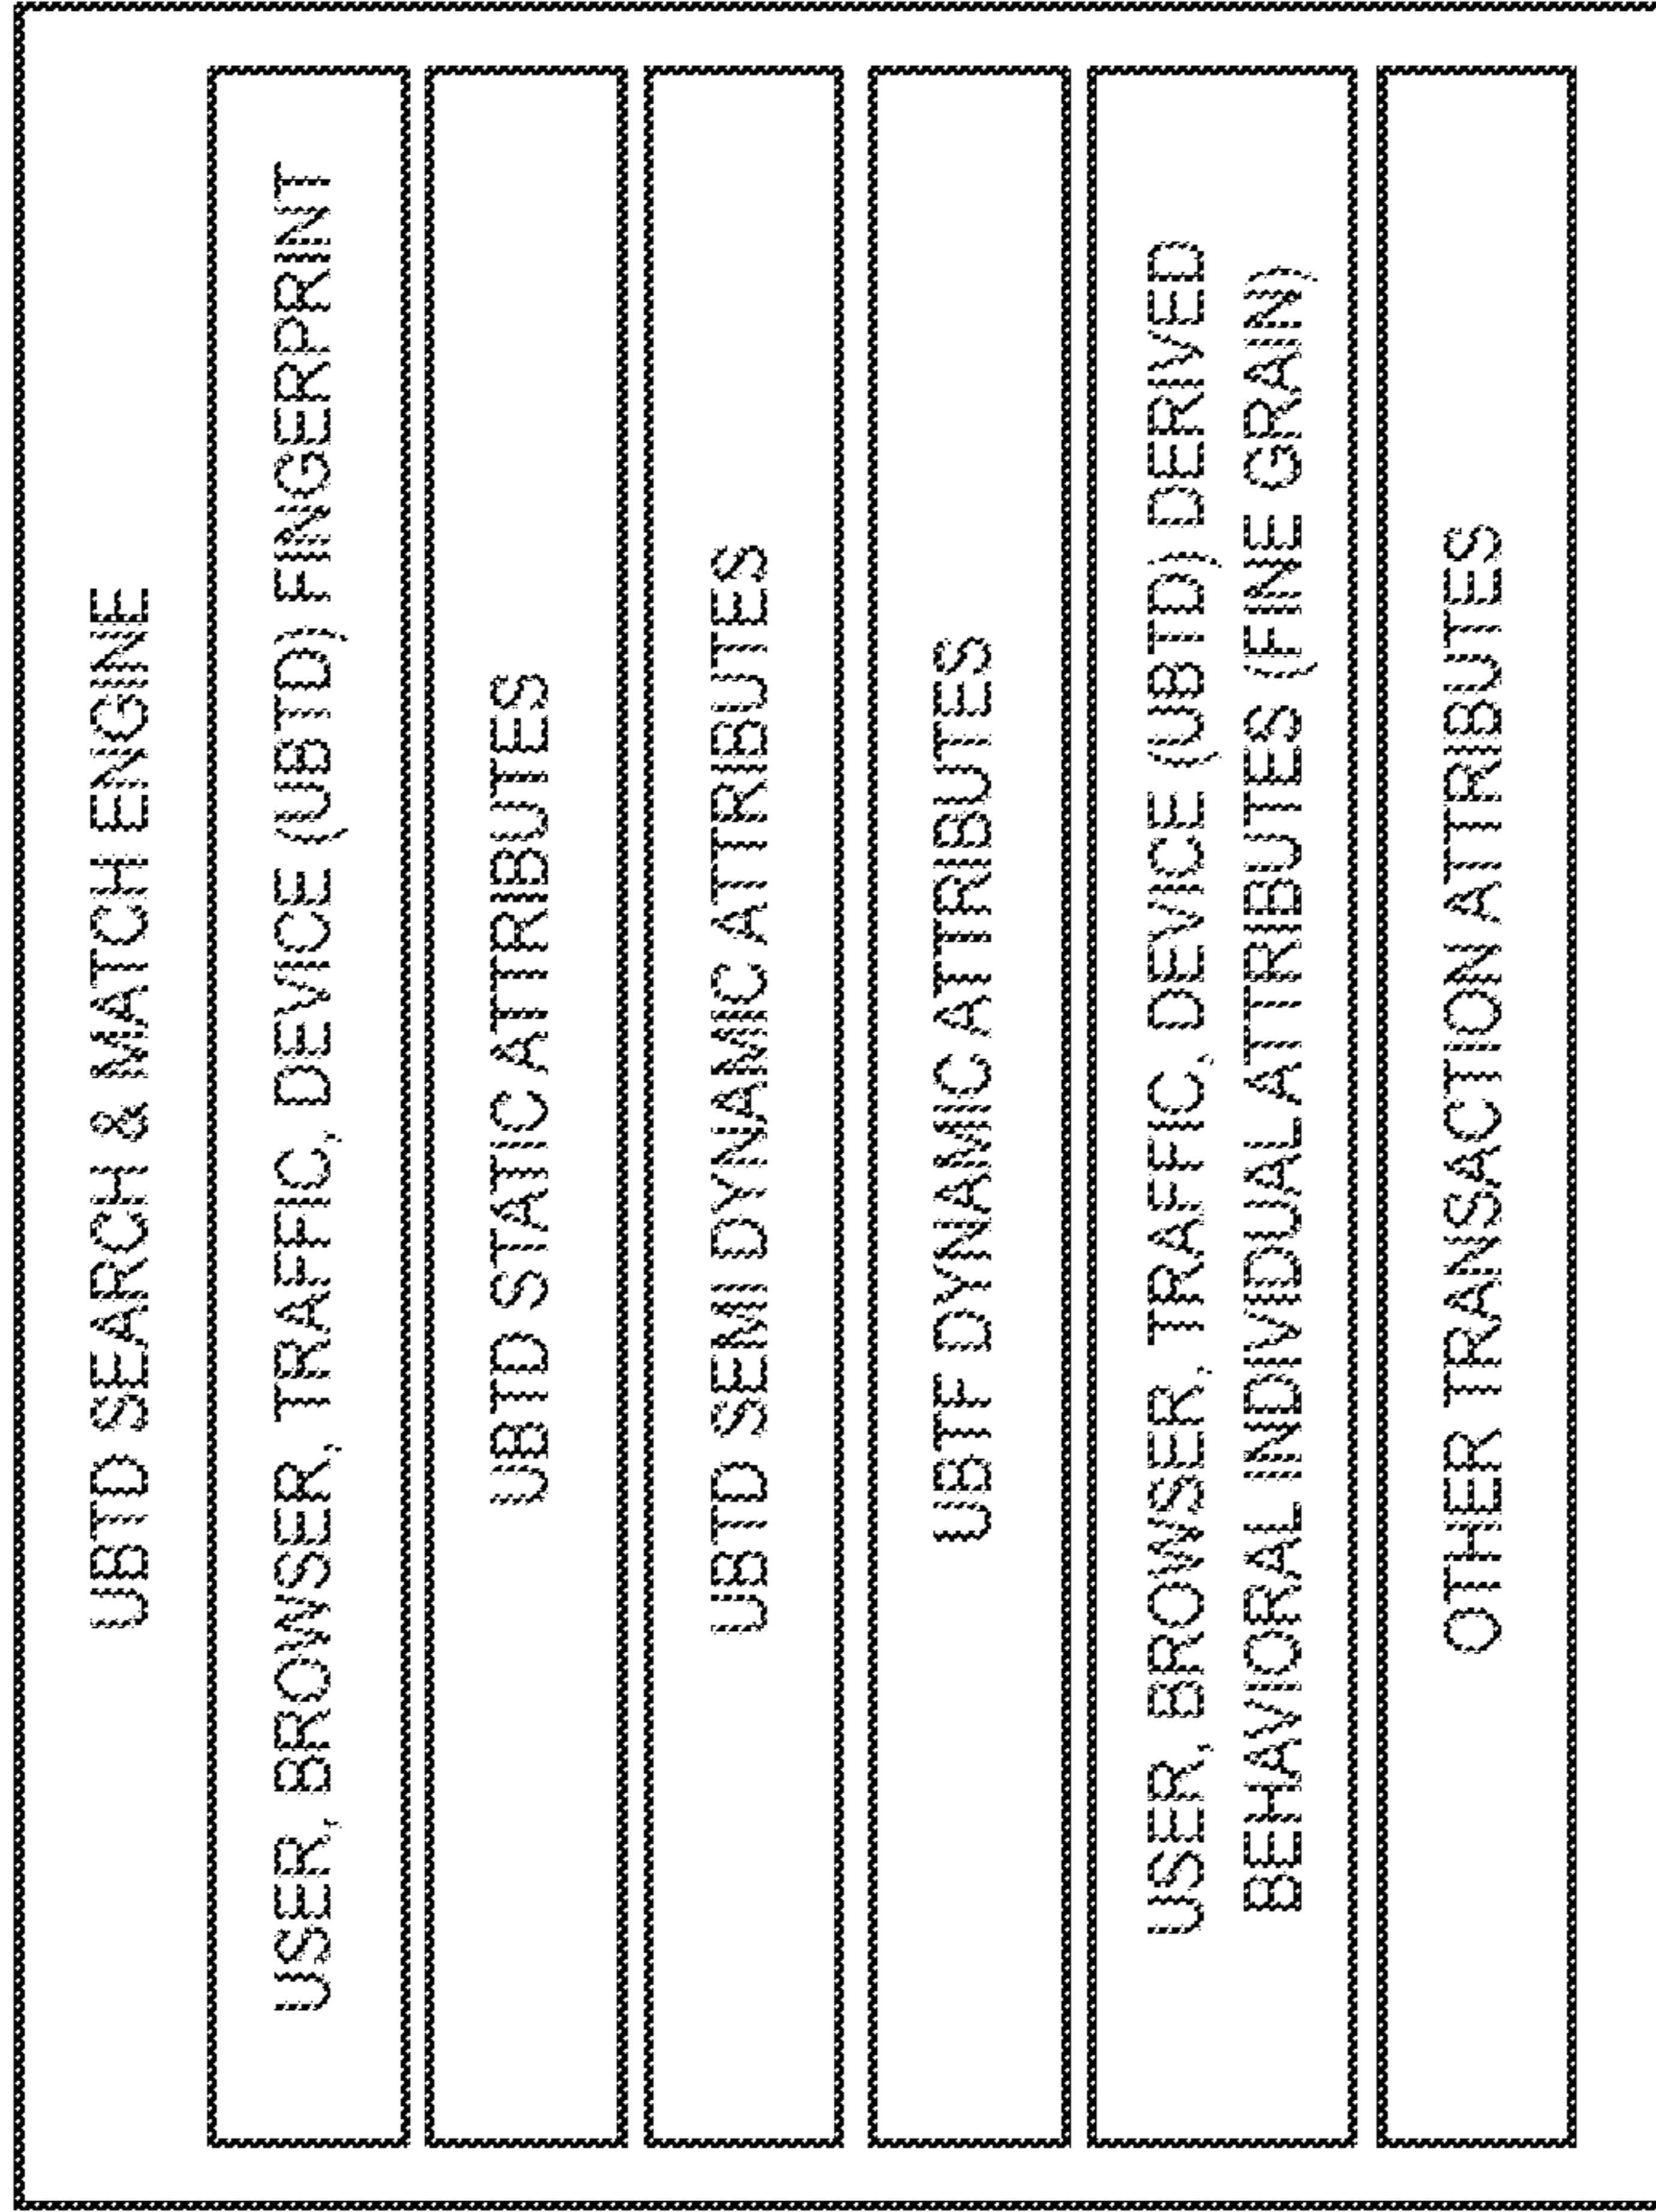 UBTD SEARCH & MATCH ENGINE
USER, BROWSER, TRAFFIC, DEVICE (UBTD) FINGERPRINT
UBTD STATIC ATTRIBUTES
UBTD SEMI DYNAMIC ATTRIBUTES
UBTF DYNAMIC ATTRIBUTES
USER, BROWSER, TRAFFIC, DEVICE (UBTD) DERIVED
BEHAVIORAL INDIVIDUAL ATTRIBUTES (FINE GRAIN)
OTHER TRANSACTION ATTRIBUTES